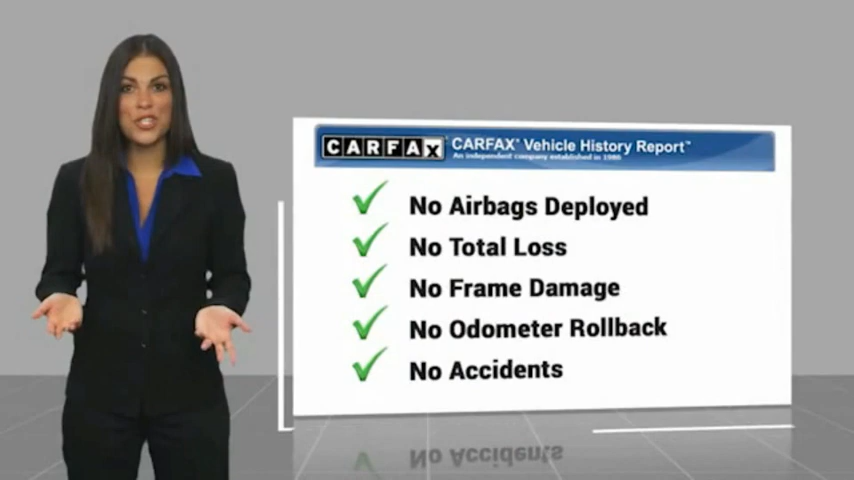 CARFAX
CARFAX™ Vehicle History Report™
An independent company established in 1986
No Airbags Deployed
No Total Loss
No Frame Damage
No Odometer Rollback
No Accidents
No Accidents